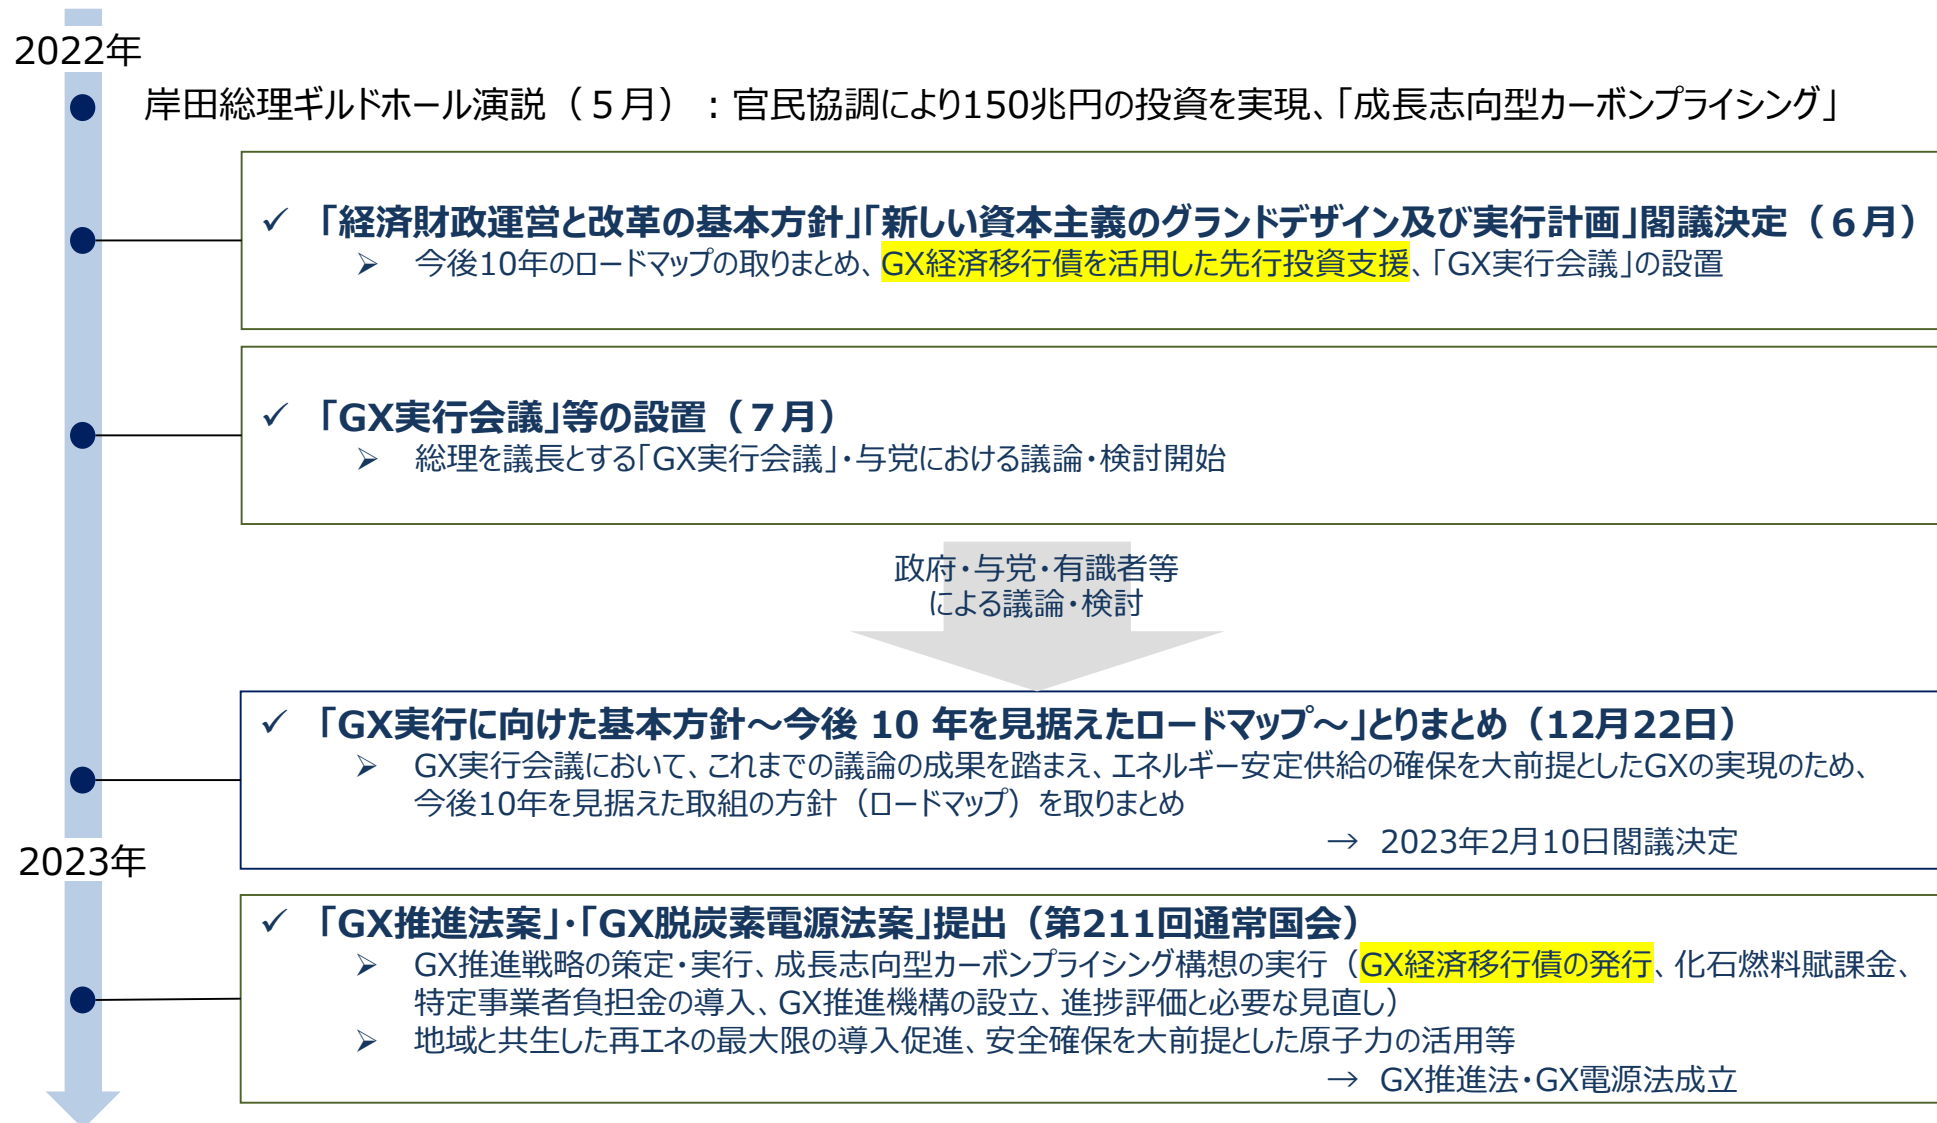 2022年
岸田総理ギルドホール演説（５月）：官民協調により150兆円の投資を実現、「成長志向型カーボンプライシング」
✓ 「経済財政運営と改革の基本方針」「新しい資本主義のグランドデザイン及び実行計画」閣議決定（６月）
➢ 今後10年のロードマップの取りまとめ、GX経済移行債を活用した先行投資支援、「GX実行会議」の設置
✓ 「GX実行会議」等の設置（７月）
➢ 総理を議長とする「GX実行会議」・与党における議論・検討開始
政府・与党・有識者等
による議論・検討
✓ 「GX実行に向けた基本方針～今後 10 年を見据えたロードマップ～」とりまとめ（12月22日）
➢ GX実行会議において、これまでの議論の成果を踏まえ、エネルギー安定供給の確保を大前提としたGXの実現のため、
今後10年を見据えた取組の方針（ロードマップ）を取りまとめ
→ 2023年2月10日閣議決定
2023年
✓ 「GX推進法案」・「GX脱炭素電源法案」提出（第211回通常国会）
➢ GX推進戦略の策定・実行、成長志向型カーボンプライシング構想の実行（GX経済移行債の発行、化石燃料賦課金、
特定事業者負担金の導入、GX推進機構の設立、進捗評価と必要な見直し）
➢ 地域と共生した再エネの最大限の導入促進、安全確保を大前提とした原子力の活用等
→ GX推進法・GX電源法成立